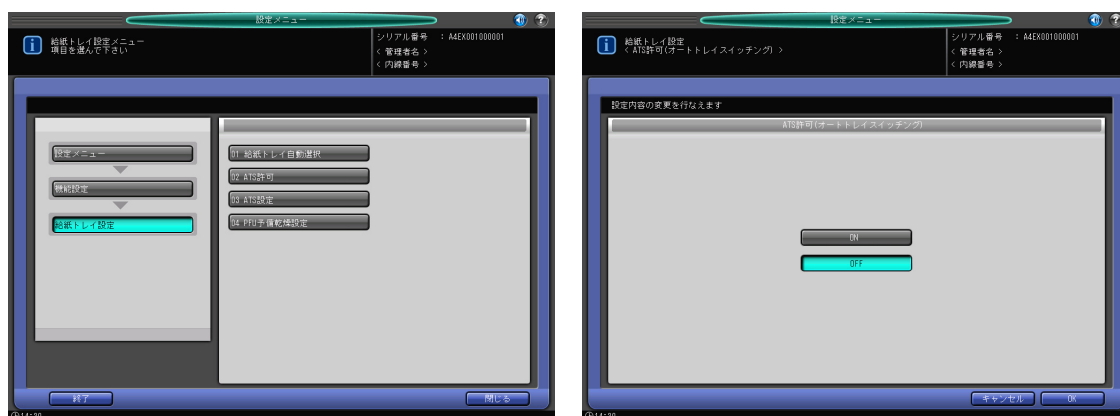 設定メニュー
給紙トレイ設定メニュー
項目を選んで下さい
シリアル番号 : A4EX001000001
< 管理者名 >
< 内線番号 >
設定メニュー
機能設定
給紙トレイ設定
01 給紙トレイ自動選択
02 ATS許可
03 ATS設定
04 PFU予備乾燥設定
終了
閉じる
14:30
設定メニュー
給紙トレイ設定
< ATS許可(オートトレイスイッチング) >
シリアル番号 : A4EX001000001
< 管理者名 >
< 内線番号 >
設定内容の変更を行なえます
ATS許可(オートトレイスイッチング)
ON
OFF
キャンセル
OK